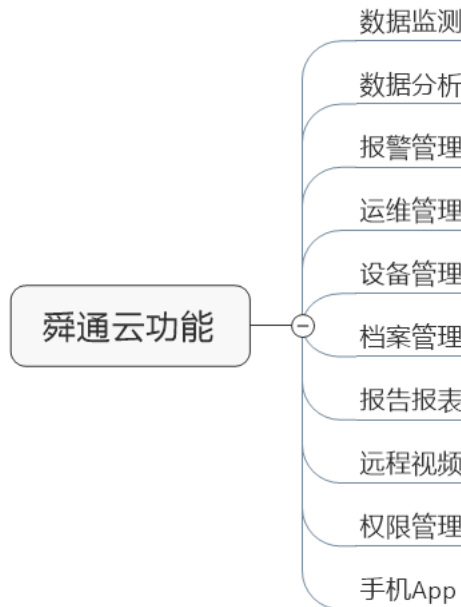 数据监测
数据分析
报警管理
运维管理
设备管理
舜通云功能
档案管理
报告报表
远程视频
权限管理
手机App